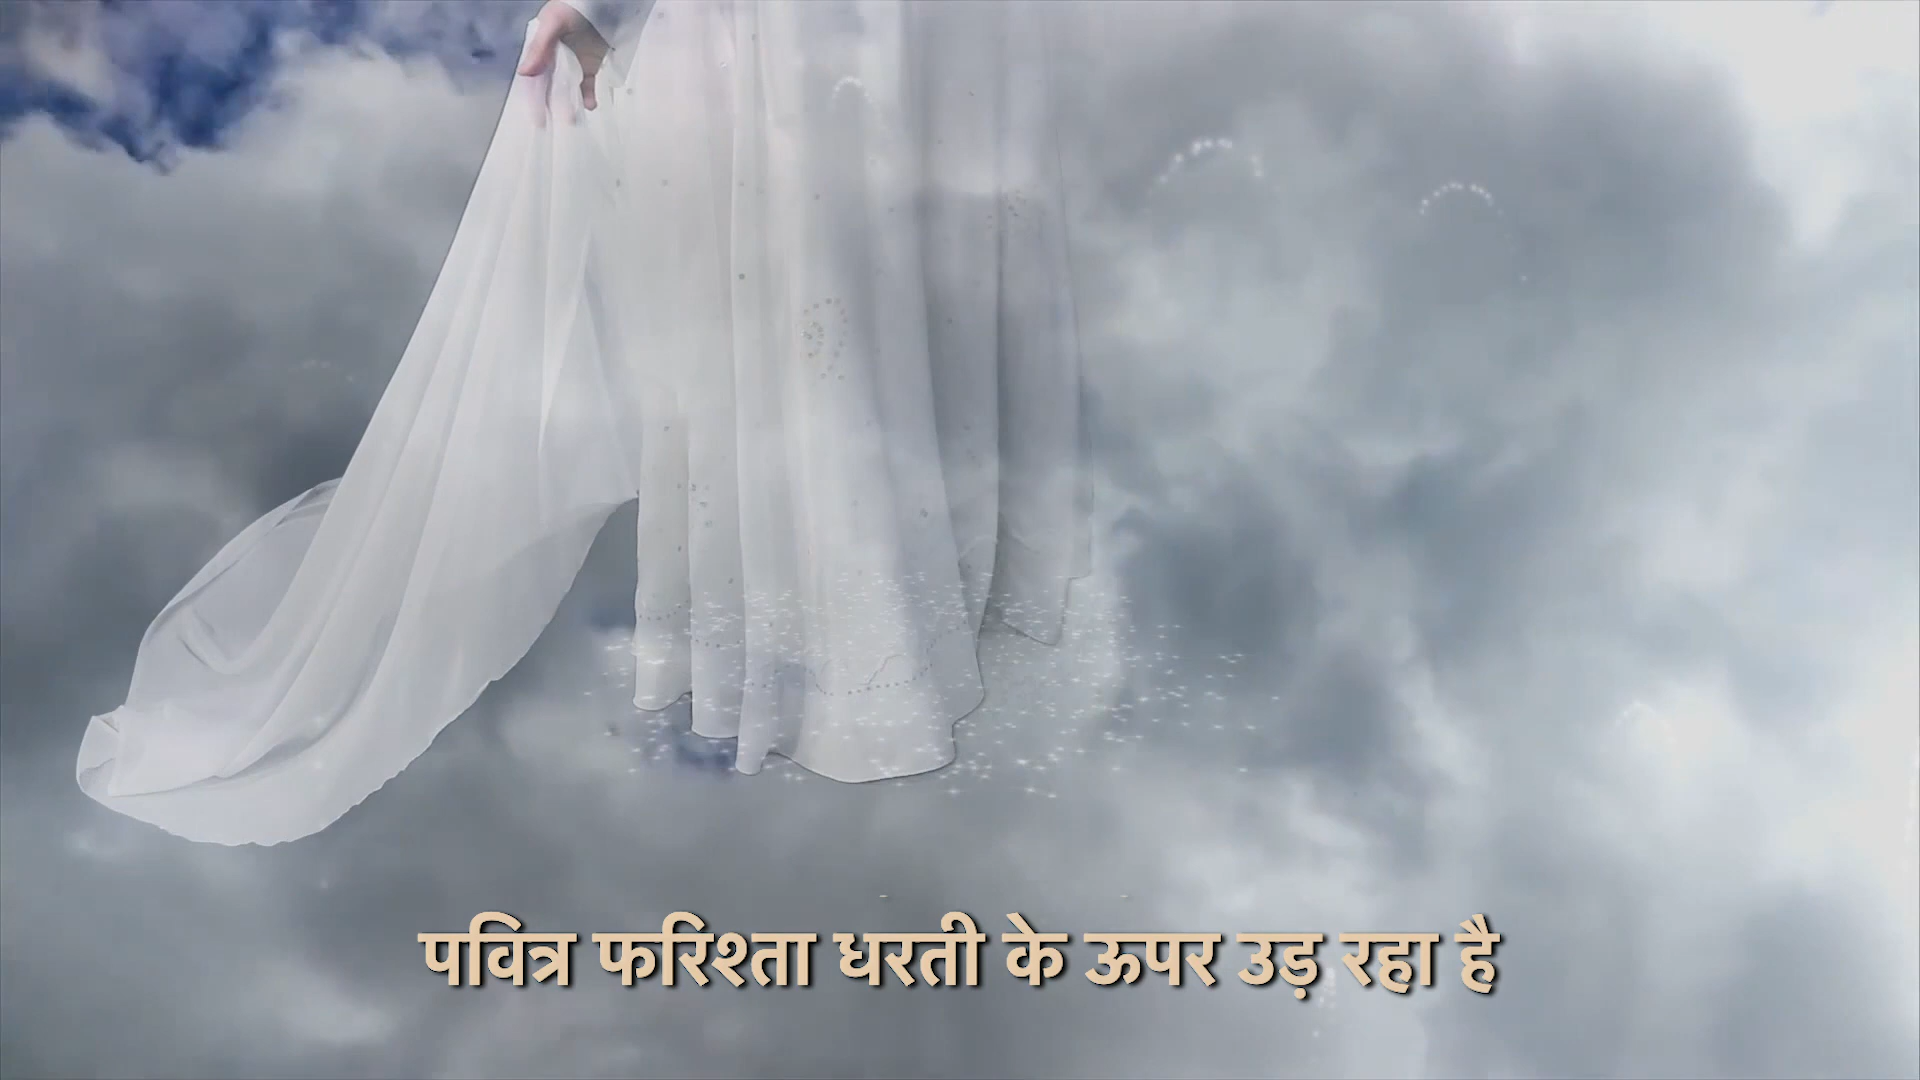 पवित्र फरिश्ता धरती के ऊपर उड़ रहा है